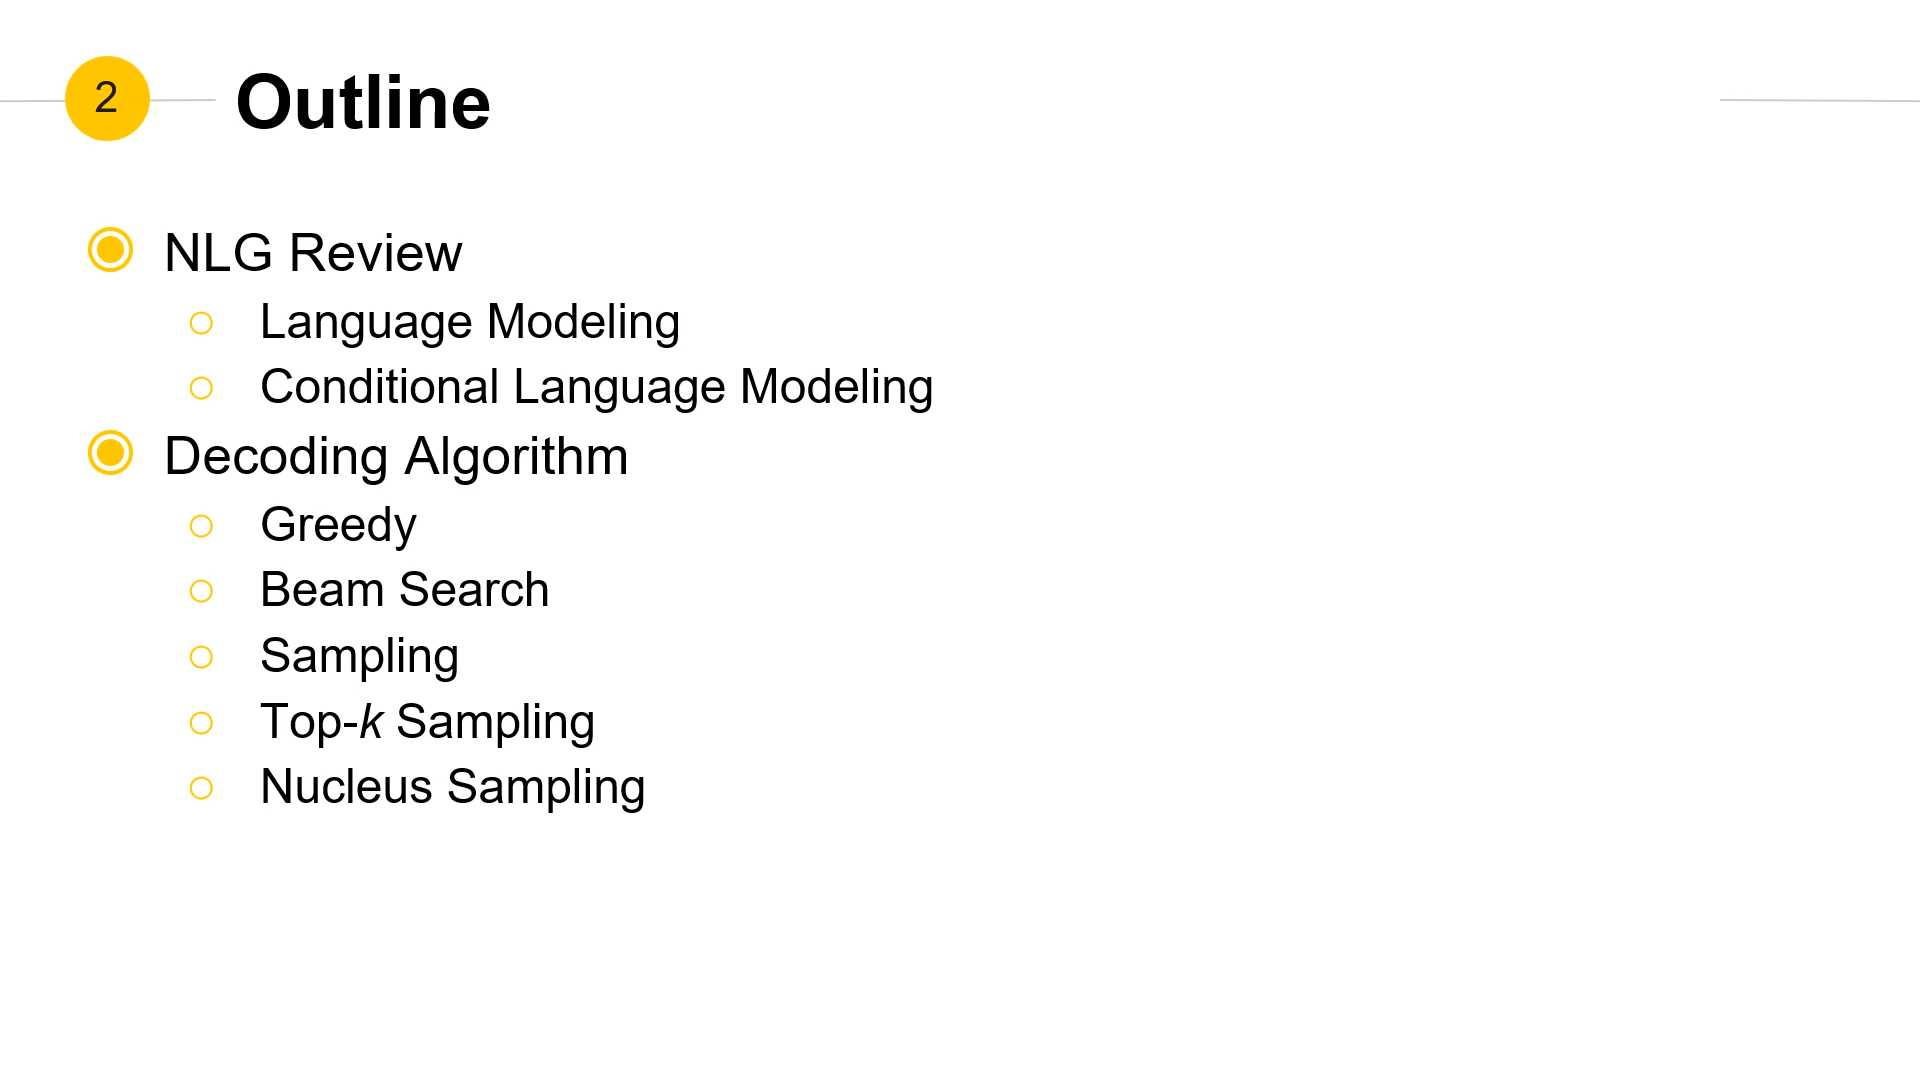 2
Outline
NLG Review
Language Modeling
Conditional Language Modeling
Decoding Algorithm
Greedy
Beam Search
Sampling
Top-k Sampling
Nucleus Sampling